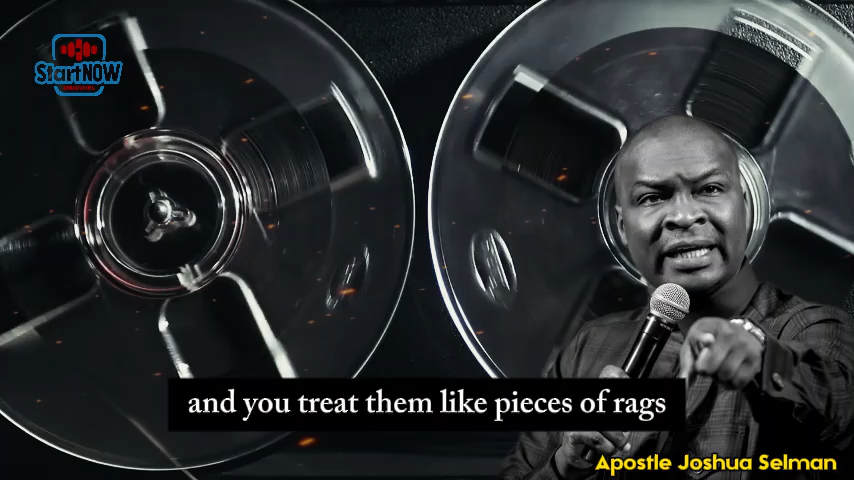 StartNOW
and you treat them like pieces of rags
Apostle Joshua Selman